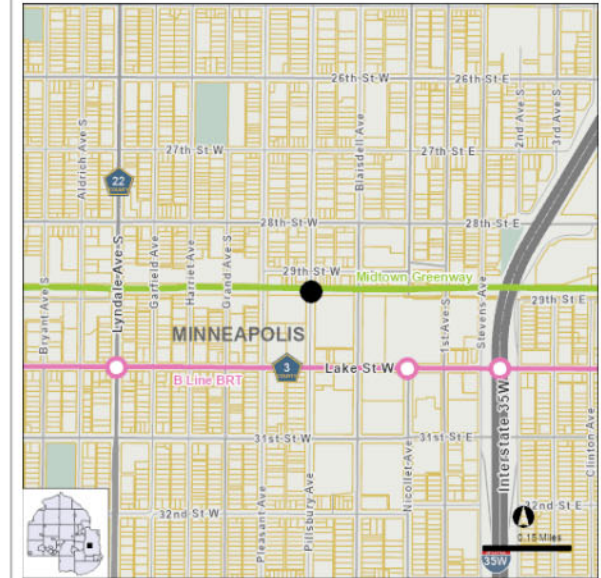 26th St W
26th St E
Aldrich Ave S
Blaisdell Ave
2nd Ave S
3rd Ave S
27th St W
27th St E
22
28th St W
28th St E
Lyndale Ave S
Garfield Ave
Harriet Ave
Grand Ave S
29th St W
Midtown Greenway
Stevens Ave
1st Ave S
29th St E
Bryant Ave S
MINNEAPOLIS
3
COUNTY
Lake St W
B Line BRT
Interstate 35W
31st St W
31st St E
Clinton Ave
Pleasant Ave
Pillsbury Ave
Nicollet Ave
32nd St W
32nd St E
0.15 Miles
35W